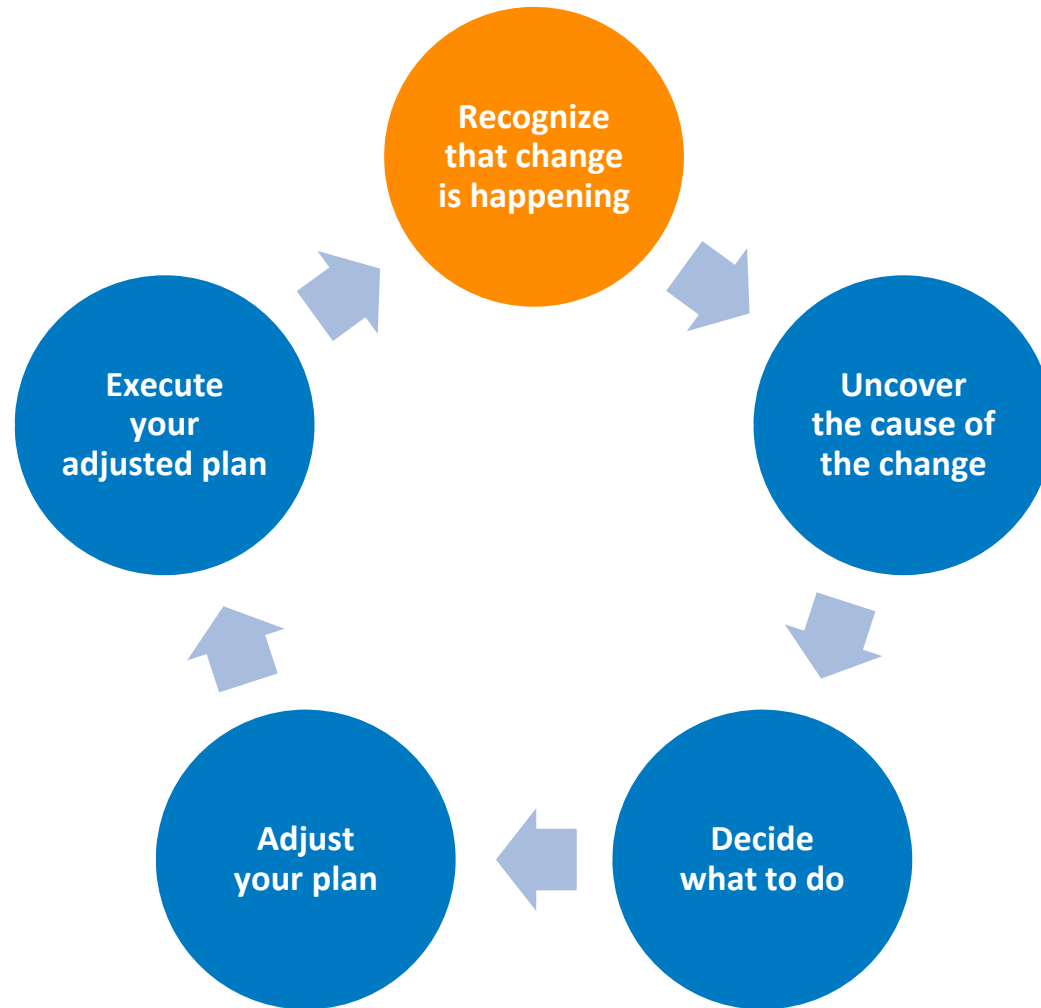 Recognize
that change
is happening
Uncover
the cause of
the change
Decide
what to do
Adjust
your plan
Execute
your
adjusted plan